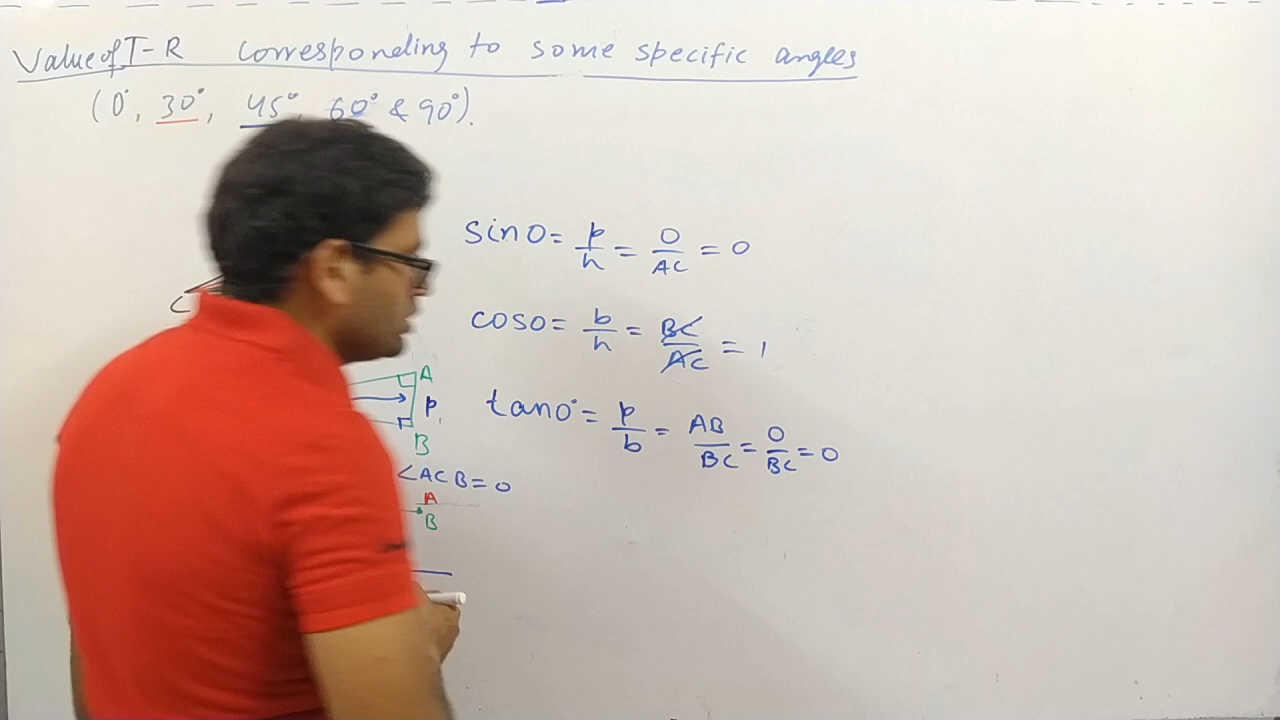 Value of T-R Corresponding to some specific angles
(0°, 30°, 45°, 60° & 90°).
sin0 = p/h = 0/AC = 0
C
cos0 = b/h = BC/AC = 1
A
p
B
tan0° = p/b = AB/BC = 0/BC = 0
∠ACB = 0
A
B